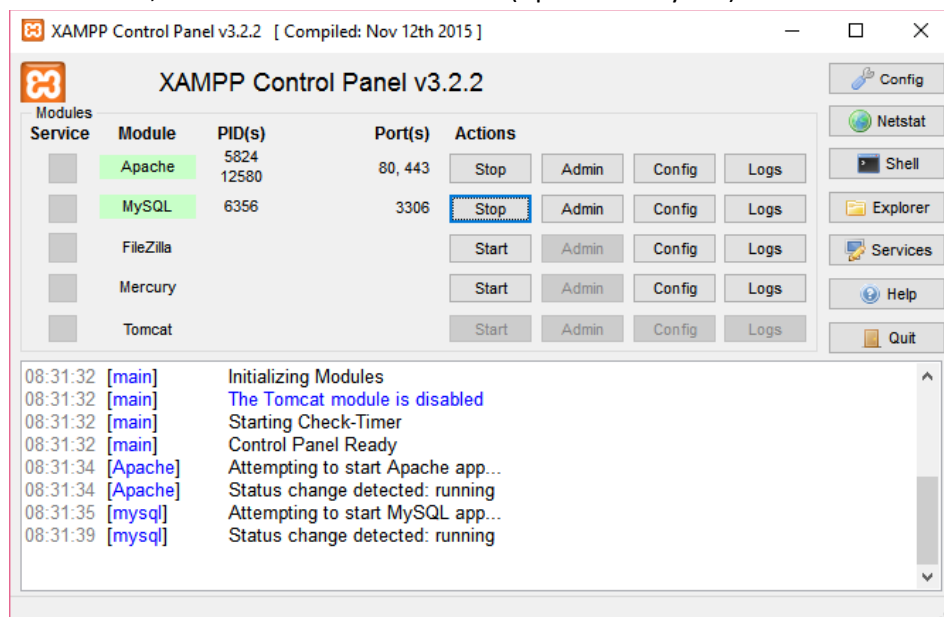 XAMPP Control Panel v3.2.2 [ Compiled: Nov 12th 2015 ]
XAMPP Control Panel v3.2.2
Config
Modules
Service Module PID(s) Port(s) Actions
Netstat
Apache 5824 12580 80, 443 Stop Admin Config Logs
Shell
MySQL 6356 3306 Stop Admin Config Logs
Explorer
FileZilla Start Admin Config Logs
Services
Mercury Start Admin Config Logs
Help
Tomcat Start Admin Config Logs
Quit
08:31:32 [main] Initializing Modules
08:31:32 [main] The Tomcat module is disabled
08:31:32 [main] Starting Check-Timer
08:31:32 [main] Control Panel Ready
08:31:34 [Apache] Attempting to start Apache app...
08:31:34 [Apache] Status change detected: running
08:31:35 [mysql] Attempting to start MySQL app...
08:31:39 [mysql] Status change detected: running